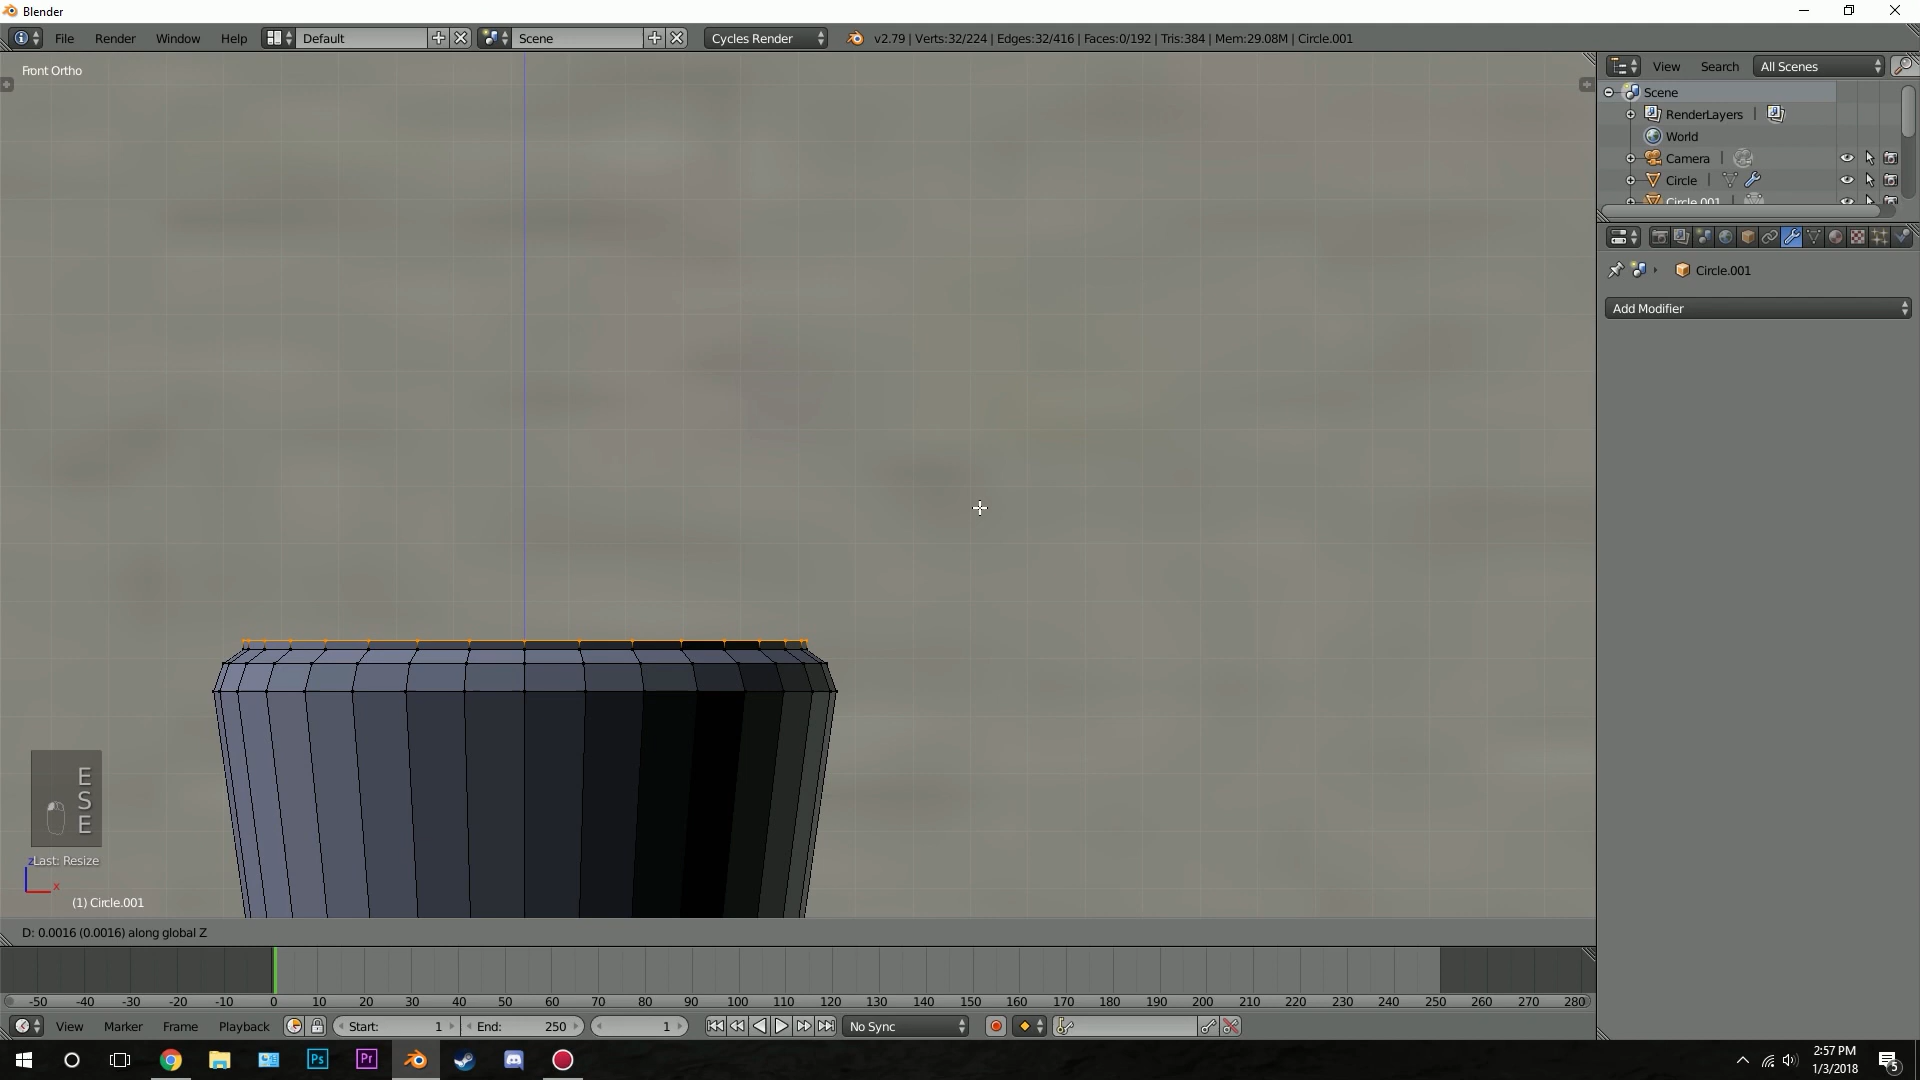 Blender
File Render Window Help Default Scene Cycles Render v2.79 | Verts:32/224 | Edges:32/416 | Faces:0/192 | Tris:384 | Mem:29.08M | Circle.001
Front Ortho
View Search All Scenes
Scene
RenderLayers
World
Camera
Circle
Circle.001
Circle.001
Add Modifier
E
S
E
Last: Resize
z
x
(1) Circle.001
D: 0.0016 (0.0016) along global Z
-50 -40 -30 -20 -10 0 10 20 30 40 50 60 70 80 90 100 110 120 130 140 150 160 170 180 190 200 210 220 230 240 250 260 270 280
View Marker Frame Playback Start: 1 End: 250 1 No Sync
Ps Pr
2:57 PM
1/3/2018
5